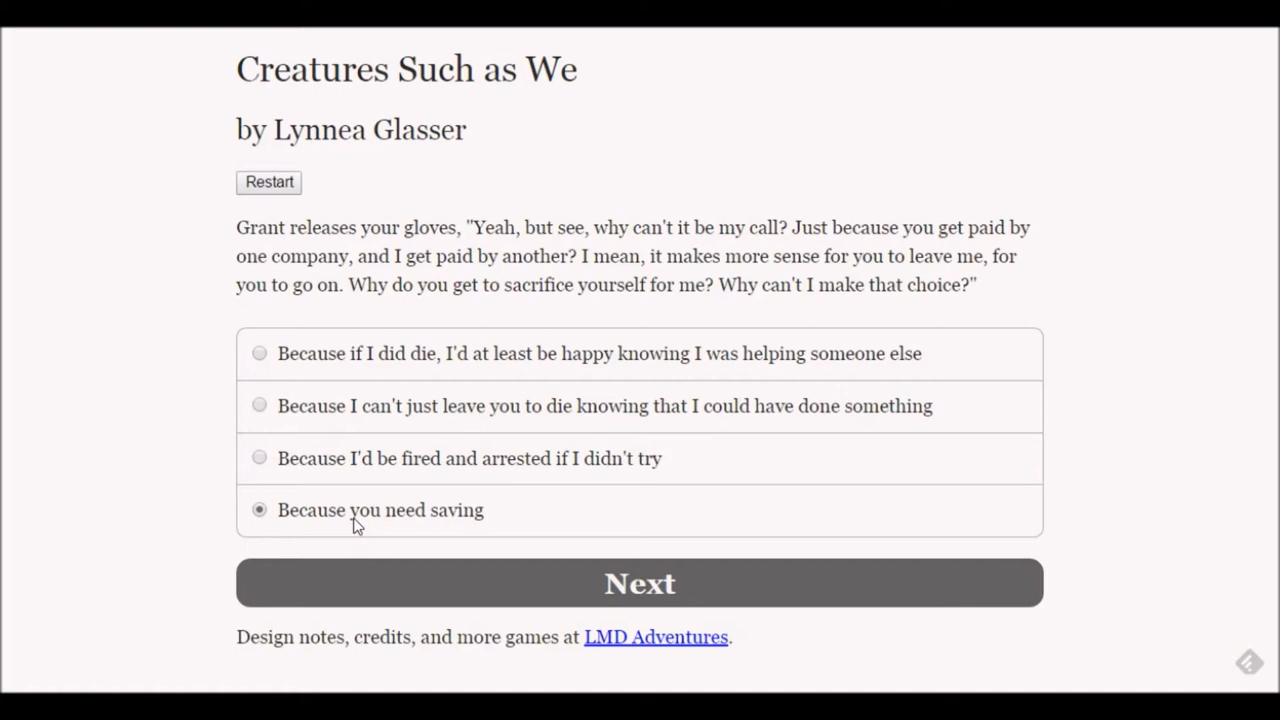 Creatures Such as We
by Lynnea Glasser
Restart
Grant releases your gloves, "Yeah, but see, why can't it be my call? Just because you get paid by
one company, and I get paid by another? I mean, it makes more sense for you to leave me, for
you to go on. Why do you get to sacrifice yourself for me? Why can't I make that choice?"
Because if I did die, I'd at least be happy knowing I was helping someone else
Because I can't just leave you to die knowing that I could have done something
Because I'd be fired and arrested if I didn't try
Because you need saving
Next
Design notes, credits, and more games at LMD Adventures.